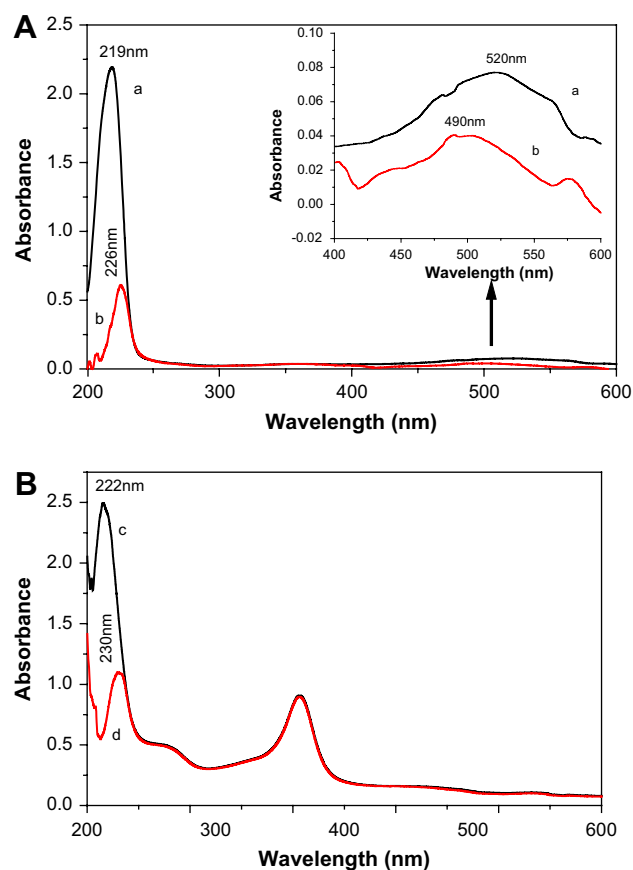 A
2.5
2.0
1.5
1.0
0.5
0.0
Absorbance
219nm
a
226nm
b
200
300
400
500
600
Wavelength (nm)
0.10
0.08
0.06
0.04
0.02
0.00
-0.02
Absorbance
520nm
a
490nm
b
400
450
500
550
600
Wavelength (nm)
B
2.5
2.0
1.5
1.0
0.5
0.0
Absorbance
222nm
c
230nm
d
200
300
400
500
600
Wavelength (nm)